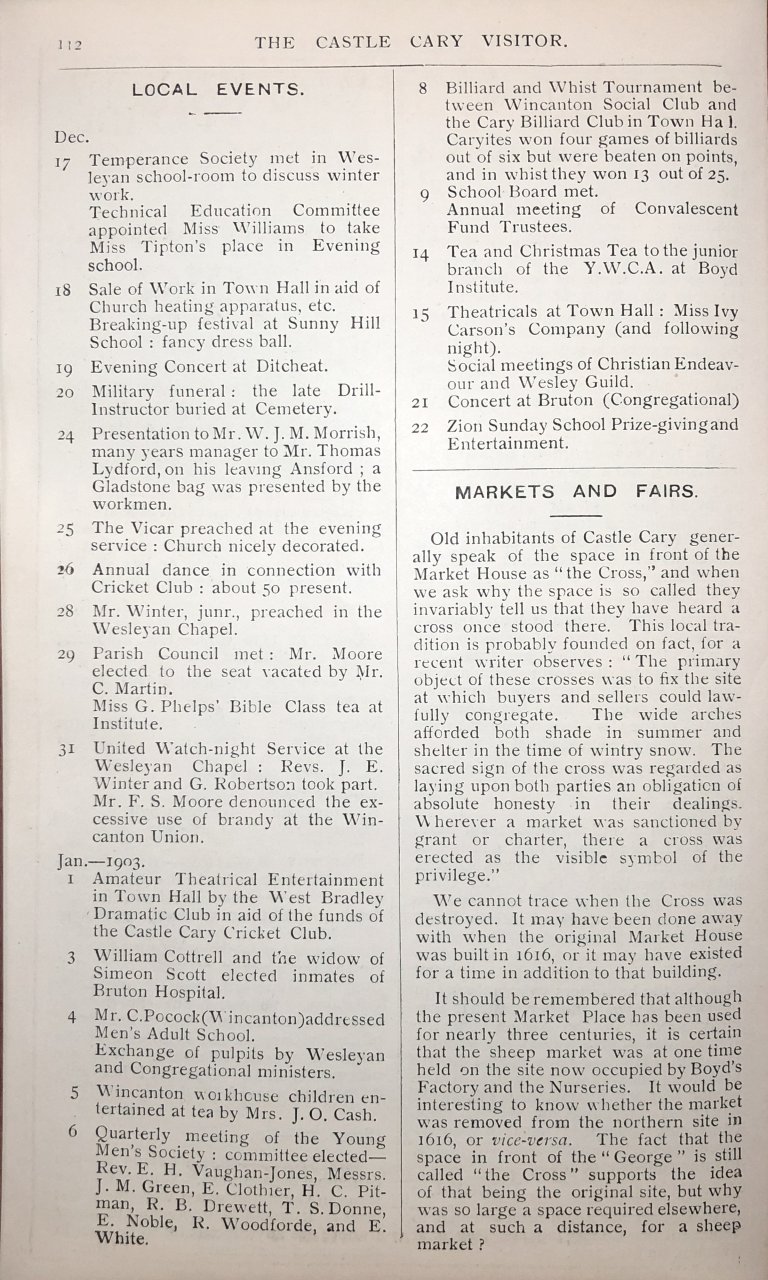 112
THE CASTLE CARY VISITOR.
LOCAL EVENTS.
Dec.
17 Temperance Society met in Wes-
leyan school-room to discuss winter
work.
Technical Education Committee
appointed Miss Williams to take
Miss Tipton's place in Evening
school.
18 Sale of Work in Town Hall in aid of
Church heating apparatus, etc.
Breaking-up festival at Sunny Hill
School : fancy dress ball.
19 Evening Concert at Ditcheat.
20 Military funeral : the late Drill-
Instructor buried at Cemetery.
24 Presentation to Mr. W. J. M. Morrish,
many years manager to Mr. Thomas
Lydford, on his leaving Ansford ; a
Gladstone bag was presented by the
workmen.
25 The Vicar preached at the evening
service : Church nicely decorated.
26 Annual dance in connection with
Cricket Club : about 50 present.
28 Mr. Winter, junr., preached in the
Wesleyan Chapel.
29 Parish Council met : Mr. Moore
elected to the seat vacated by Mr.
C. Martin.
Miss G. Phelps' Bible Class tea at
Institute.
31 United Watch-night Service at the
Wesleyan Chapel : Revs. J. E.
Winter and G. Robertson took part.
Mr. F. S. Moore denounced the ex-
cessive use of brandy at the Win-
canton Union.
Jan.—1903.
1 Amateur Theatrical Entertainment
in Town Hall by the West Bradley
Dramatic Club in aid of the funds of
the Castle Cary Cricket Club.
3 William Cottrell and the widow of
Simeon Scott elected inmates of
Bruton Hospital.
4 Mr. C. Pocock (Wincanton) addressed
Men's Adult School.
Exchange of pulpits by Wesleyan
and Congregational ministers.
5 Wincanton workhouse children en-
tertained at tea by Mrs. J. O. Cash.
6 Quarterly meeting of the Young
Men's Society : committee elected—
Rev. E. H. Vaughan-Jones, Messrs.
J. M. Green, E. Clothier, H. C. Pit-
man, R. B. Drewett, T. S. Donne,
E. Noble, R. Woodforde, and E.
White.
8 Billiard and Whist Tournament be-
tween Wincanton Social Club and
the Cary Billiard Club in Town Ha l.
Caryites won four games of billiards
out of six but were beaten on points,
and in whist they won 13 out of 25.
9 School Board met.
Annual meeting of Convalescent
Fund Trustees.
14 Tea and Christmas Tea to the junior
branch of the Y.W.C.A. at Boyd
Institute.
15 Theatricals at Town Hall : Miss Ivy
Carson's Company (and following
night).
Social meetings of Christian Endeav-
our and Wesley Guild.
21 Concert at Bruton (Congregational)
22 Zion Sunday School Prize-giving and
Entertainment.
MARKETS AND FAIRS.
Old inhabitants of Castle Cary gener-
ally speak of the space in front of the
Market House as "the Cross," and when
we ask why the space is so called they
invariably tell us that they have heard a
cross once stood there. This local tra-
dition is probably founded on fact, for a
recent writer observes : "The primary
object of these crosses was to fix the site
at which buyers and sellers could law-
fully congregate. The wide arches
afforded both shade in summer and
shelter in the time of wintry snow. The
sacred sign of the cross was regarded as
laying upon both parties an obligation of
absolute honesty in their dealings.
Wherever a market was sanctioned by
grant or charter, there a cross was
erected as the visible symbol of the
privilege."
We cannot trace when the Cross was
destroyed. It may have been done away
with when the original Market House
was built in 1616, or it may have existed
for a time in addition to that building.
It should be remembered that although
the present Market Place has been used
for nearly three centuries, it is certain
that the sheep market was at one time
held on the site now occupied by Boyd's
Factory and the Nurseries. It would be
interesting to know whether the market
was removed from the northern site in
1616, or vice-versa. The fact that the
space in front of the "George" is still
called "the Cross" supports the idea
of that being the original site, but why
was so large a space required elsewhere,
and at such a distance, for a sheep
market ?